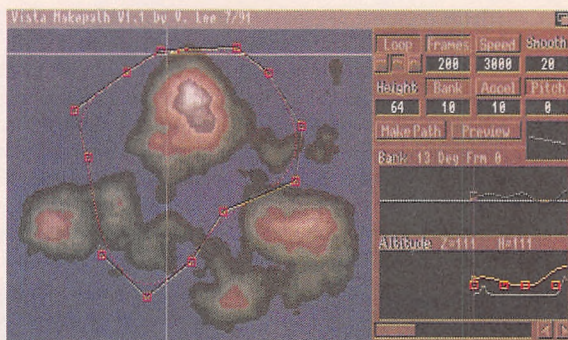 Vista Makepath V1.1 by V. Lee 7/91
Loop Frames Speed Smooth
200 3000 20
Height Bank Accel Pitch
64 10 10 0
Make Path Preview
Bank 13 Deg Frm 0
Altitude Z=111 H=111